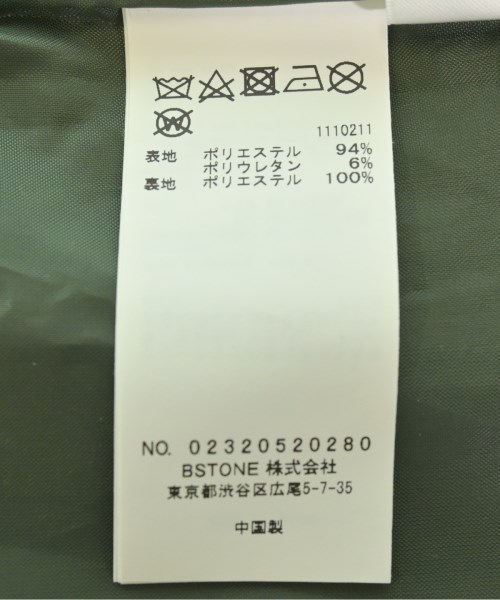 W
1110211
表地 ポリエステル 94%
ポリウレタン 6%
裏地 ポリエステル 100%
NO. 02320520280
BSTONE 株式会社
東京都渋谷区広尾5-7-35
中国製